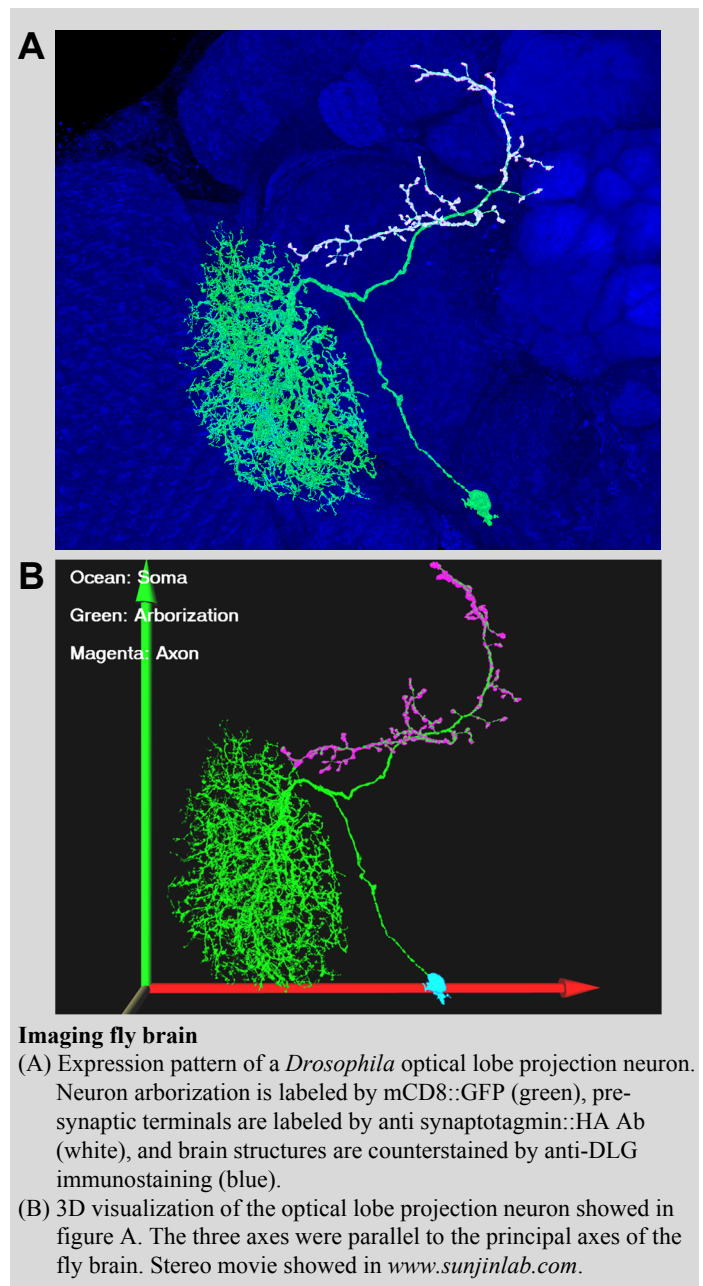 A
B
Ocean: Soma
Green: Arborization
Magenta: Axon
Imaging fly brain
(A) Expression pattern of a Drosophila optical lobe projection neuron.
Neuron arborization is labeled by mCD8::GFP (green), pre-
synaptic terminals are labeled by anti synaptotagmin::HA Ab
(white), and brain structures are counterstained by anti-DLG
immunostaining (blue).
(B) 3D visualization of the optical lobe projection neuron showed in
figure A. The three axes were parallel to the principal axes of the
fly brain. Stereo movie showed in www.sunjinlab.com.